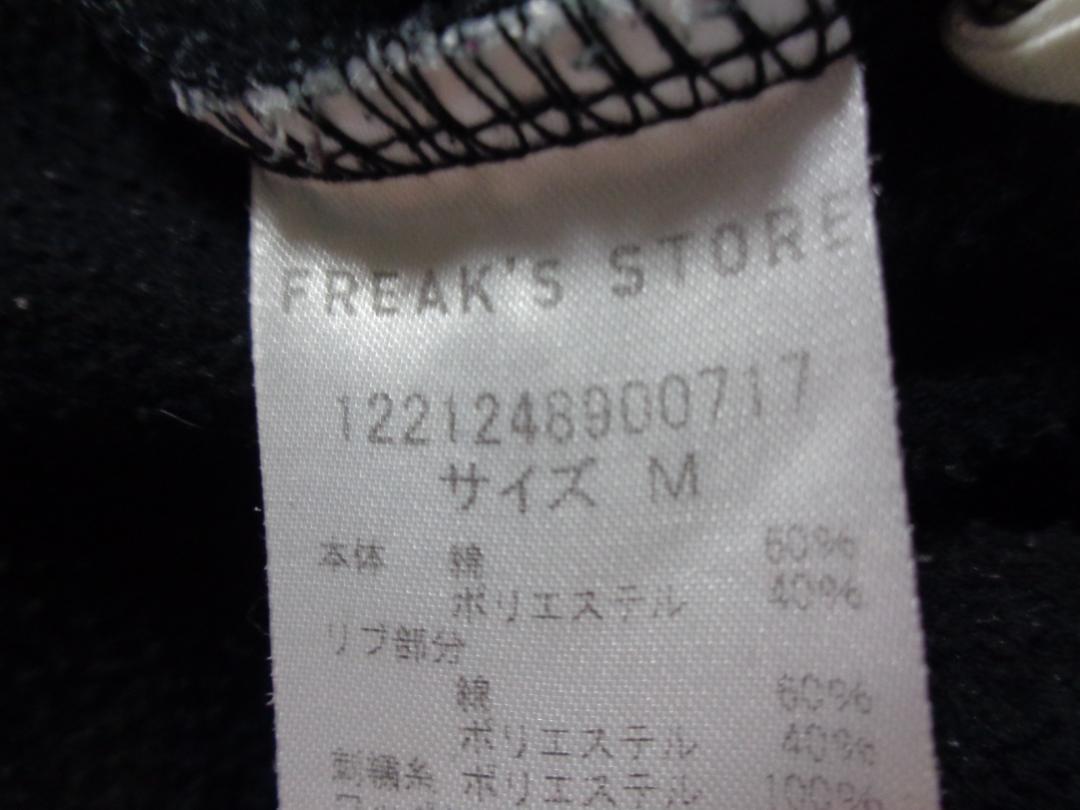 FREAK'S STORE
1221248900717
サイズ M
本体 綿 60%
ポリエステル 40%
リブ部分
綿 60%
ポリエステル 40%
刺繍糸 ポリエステル 100%